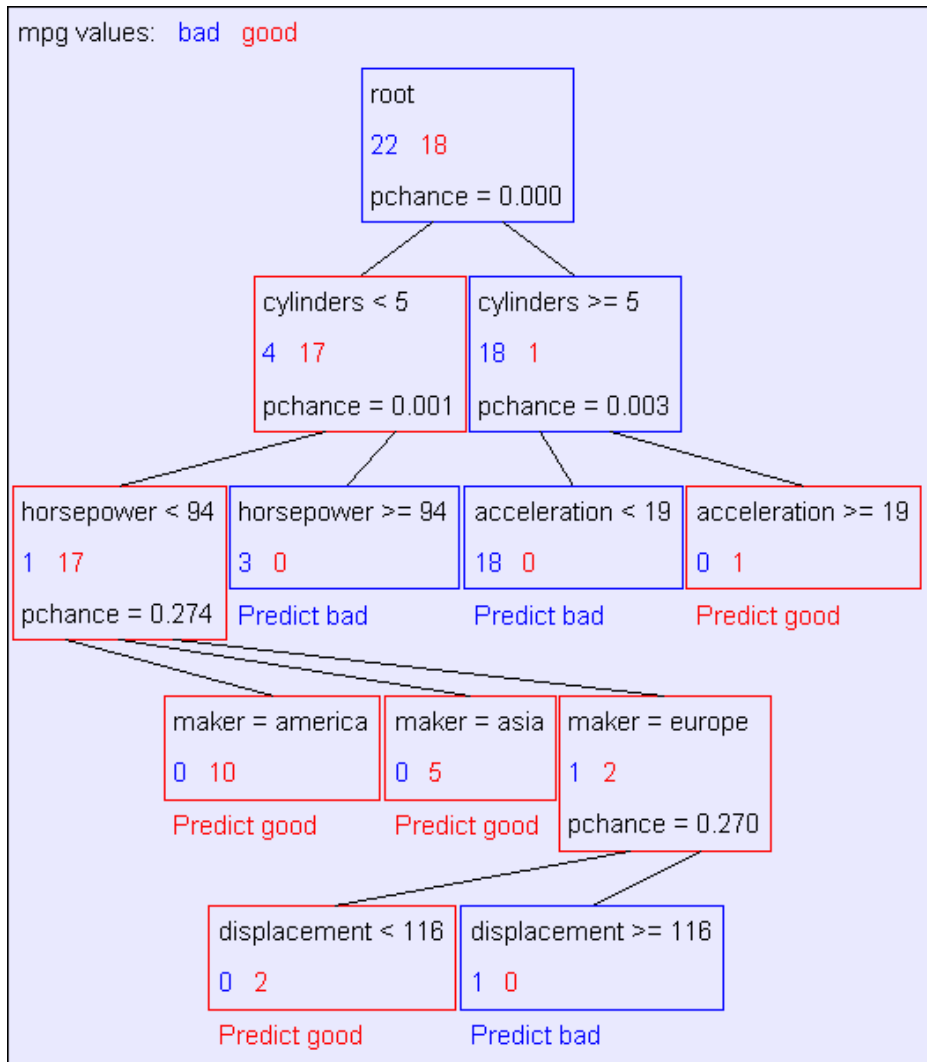 mpg values: bad good
root
22 18
pchance = 0.000
cylinders < 5
4 17
pchance = 0.001
cylinders >= 5
18 1
pchance = 0.003
horsepower < 94
1 17
pchance = 0.274
horsepower >= 94
3 0
Predict bad
acceleration < 19
18 0
Predict bad
acceleration >= 19
0 1
Predict good
maker = america
0 10
Predict good
maker = asia
0 5
Predict good
maker = europe
1 2
pchance = 0.270
displacement < 116
0 2
Predict good
displacement >= 116
1 0
Predict bad